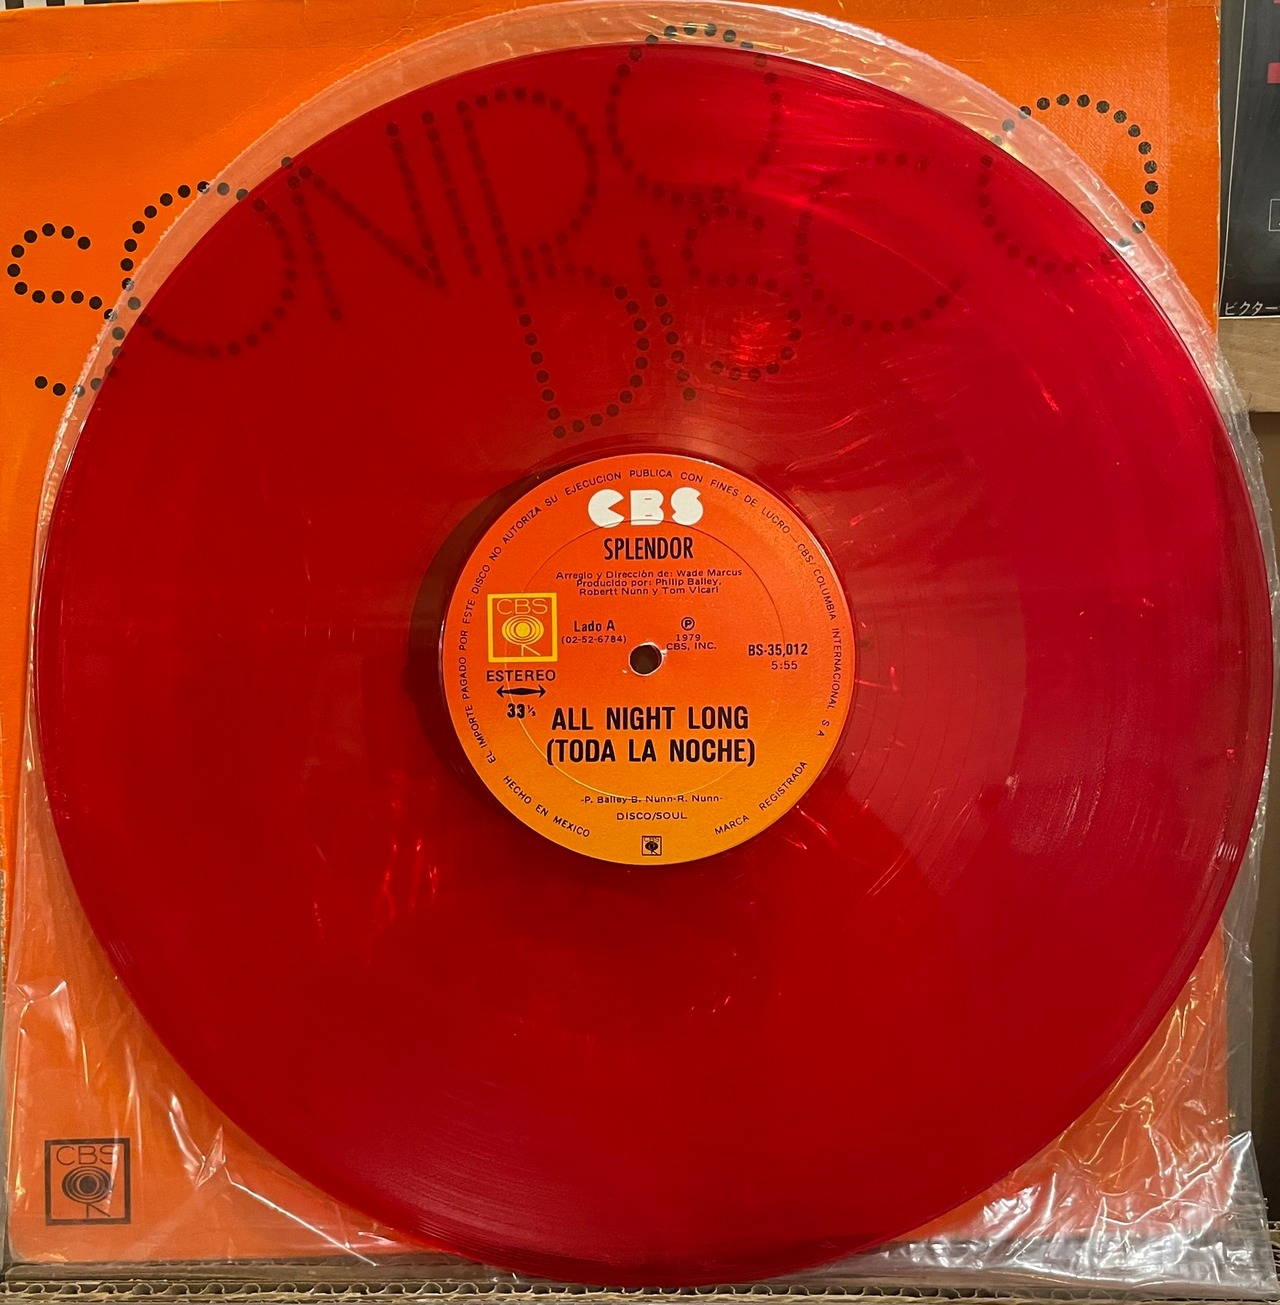 SONIDO
DISCO
EL IMPORTE PAGADO POR ESTE DISCO NO AUTORIZA SU EJECUCION PUBLICA CON FINES DE LUCRO — CBS/COLUMBIA INTERNACIONAL S A
CBS
SPLENDOR
Arreglo y Dirección de: Wade Marcus
Producido por: Philip Bailey,
Robertt Nunn y Tom Vicari
CBS
ESTEREO
33⅓
Lado A
(02-52-6784)
Ⓟ
1979
CBS, INC.
BS-35,012
5:55
ALL NIGHT LONG
(TODA LA NOCHE)
-P. Bailey-B. Nunn-R. Nunn-
DISCO/SOUL
HECHO EN MEXICO
MARCA REGISTRADA
CBS
CBS
ビクター